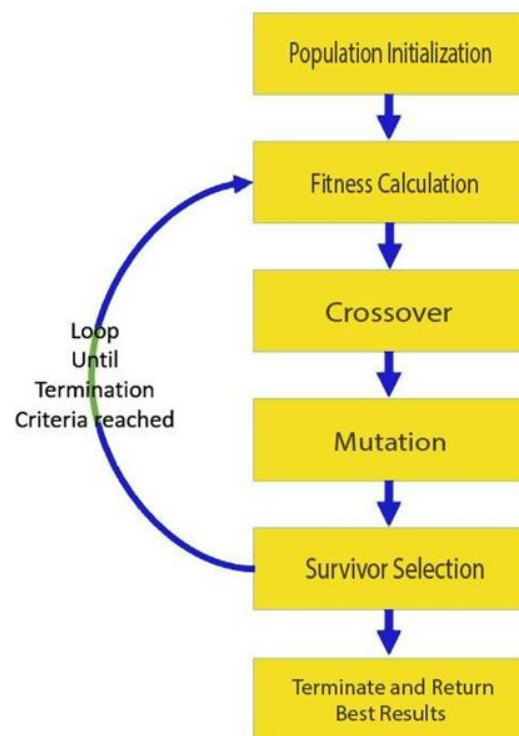 Population Initialization
Fitness Calculation
Crossover
Loop
Until
Termination
Criteria reached
Mutation
Survivor Selection
Terminate and Return
Best Results